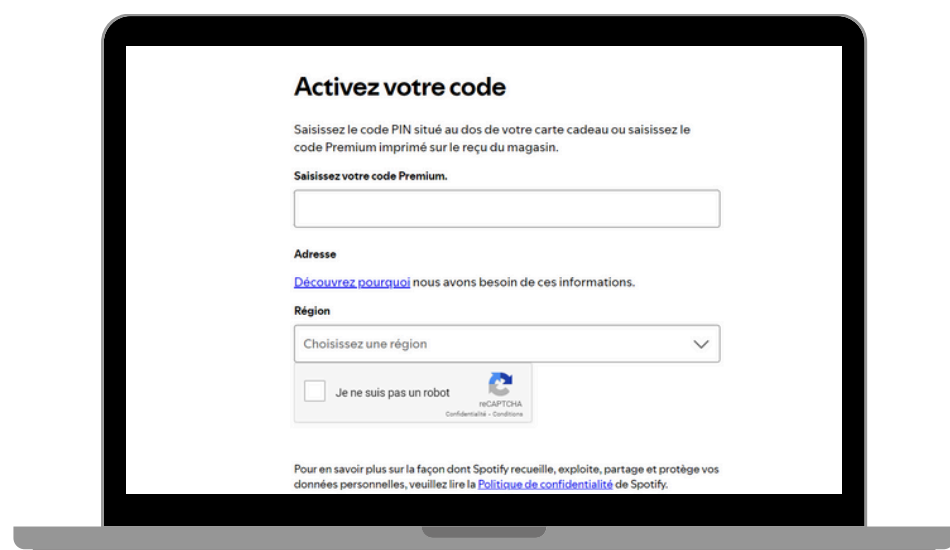 Activez votre code
Saisissez le code PIN situé au dos de votre carte cadeau ou saisissez le
code Premium imprimé sur le reçu du magasin.
Saisissez votre code Premium.
Adresse
Découvrez pourquoi nous avons besoin de ces informations.
Région
Choisissez une région
Je ne suis pas un robot
reCAPTCHA
Confidentialité - Conditions
Pour en savoir plus sur la façon dont Spotify recueille, exploite, partage et protège vos
données personnelles, veuillez lire la Politique de confidentialité de Spotify.